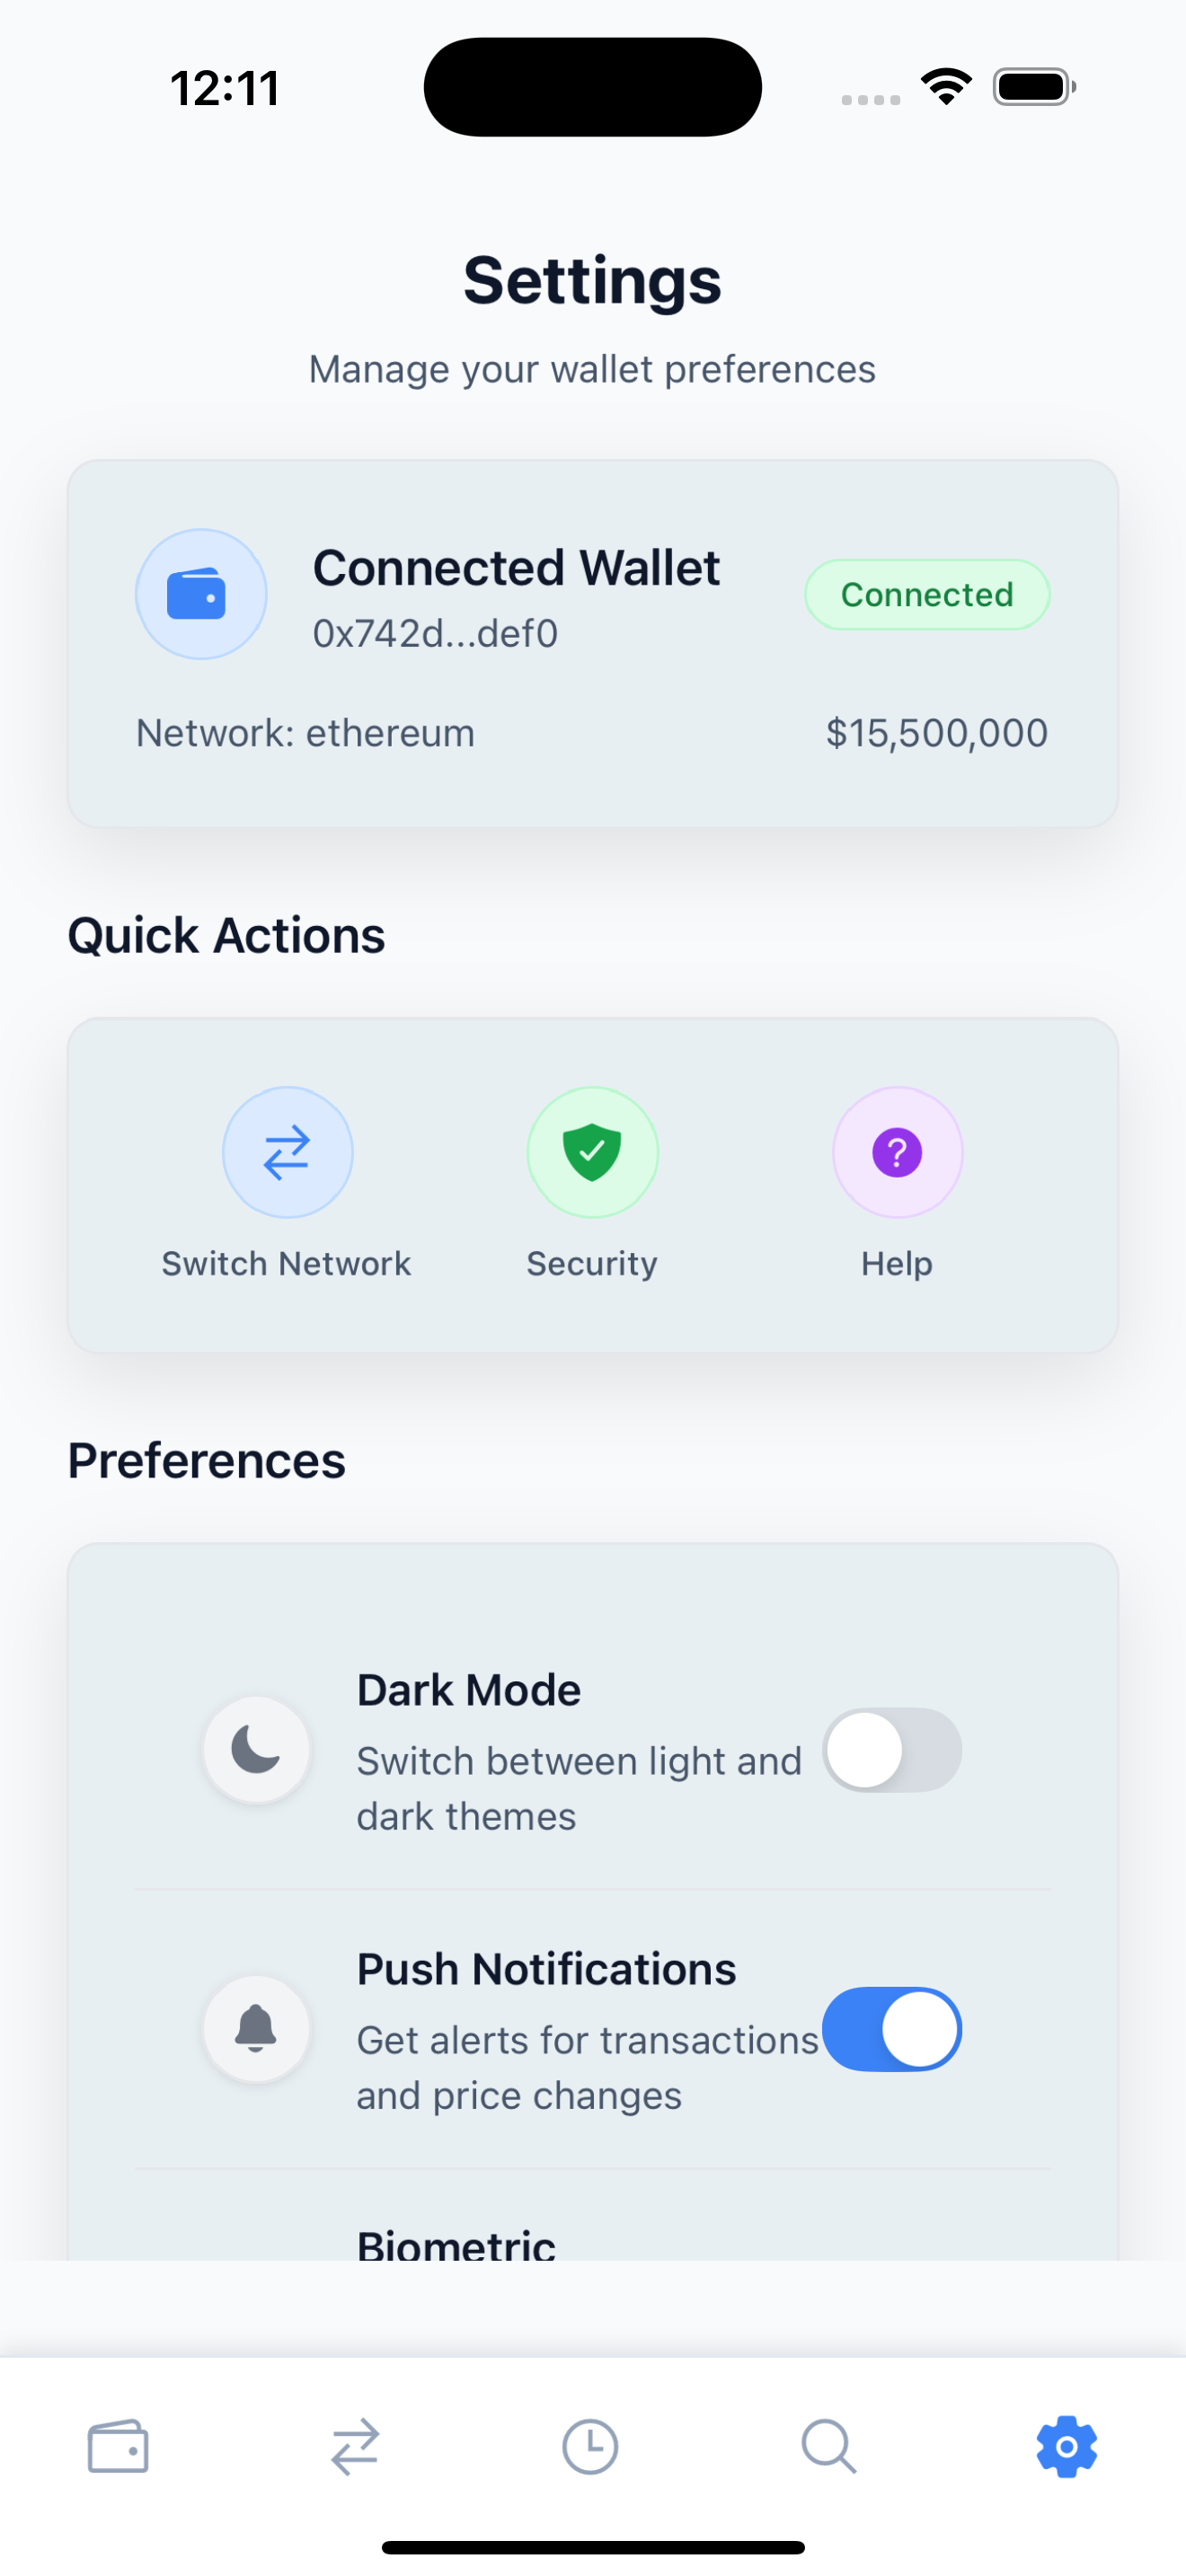 12:11
Settings
Manage your wallet preferences
Connected Wallet
Connected
0x742d...def0
Network: ethereum
$15,500,000
Quick Actions
Switch Network
Security
Help
Preferences
Dark Mode
Switch between light and
dark themes
Push Notifications
Get alerts for transactions
and price changes
Biometric